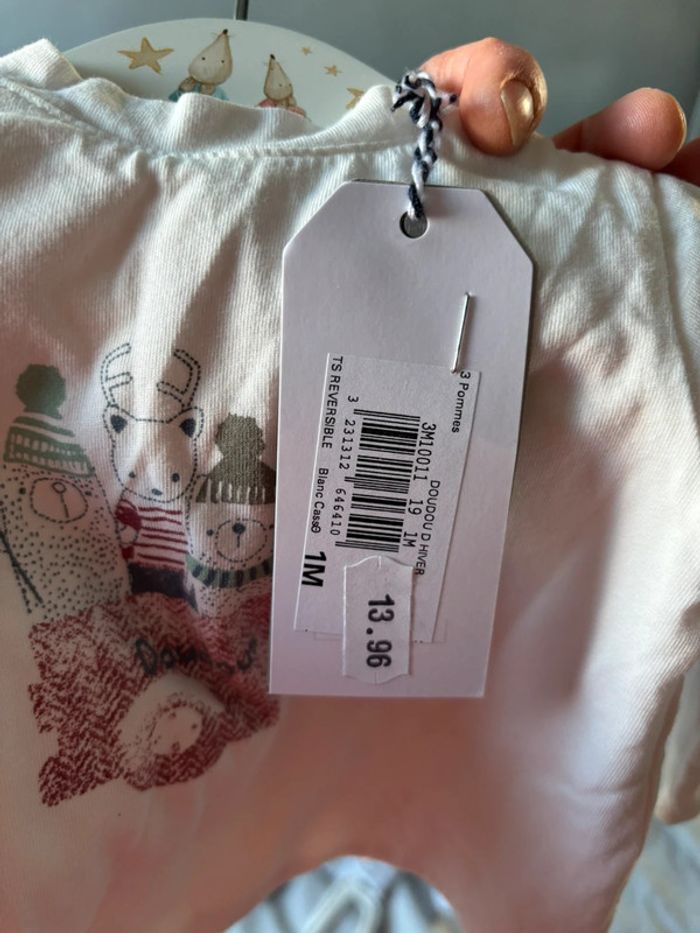 3 Pommes
DOUDOU D HIVER
3M10011 19 1M
3 231312 646410
TS REVERSIBLE Blanc Cassé
1M
13.96